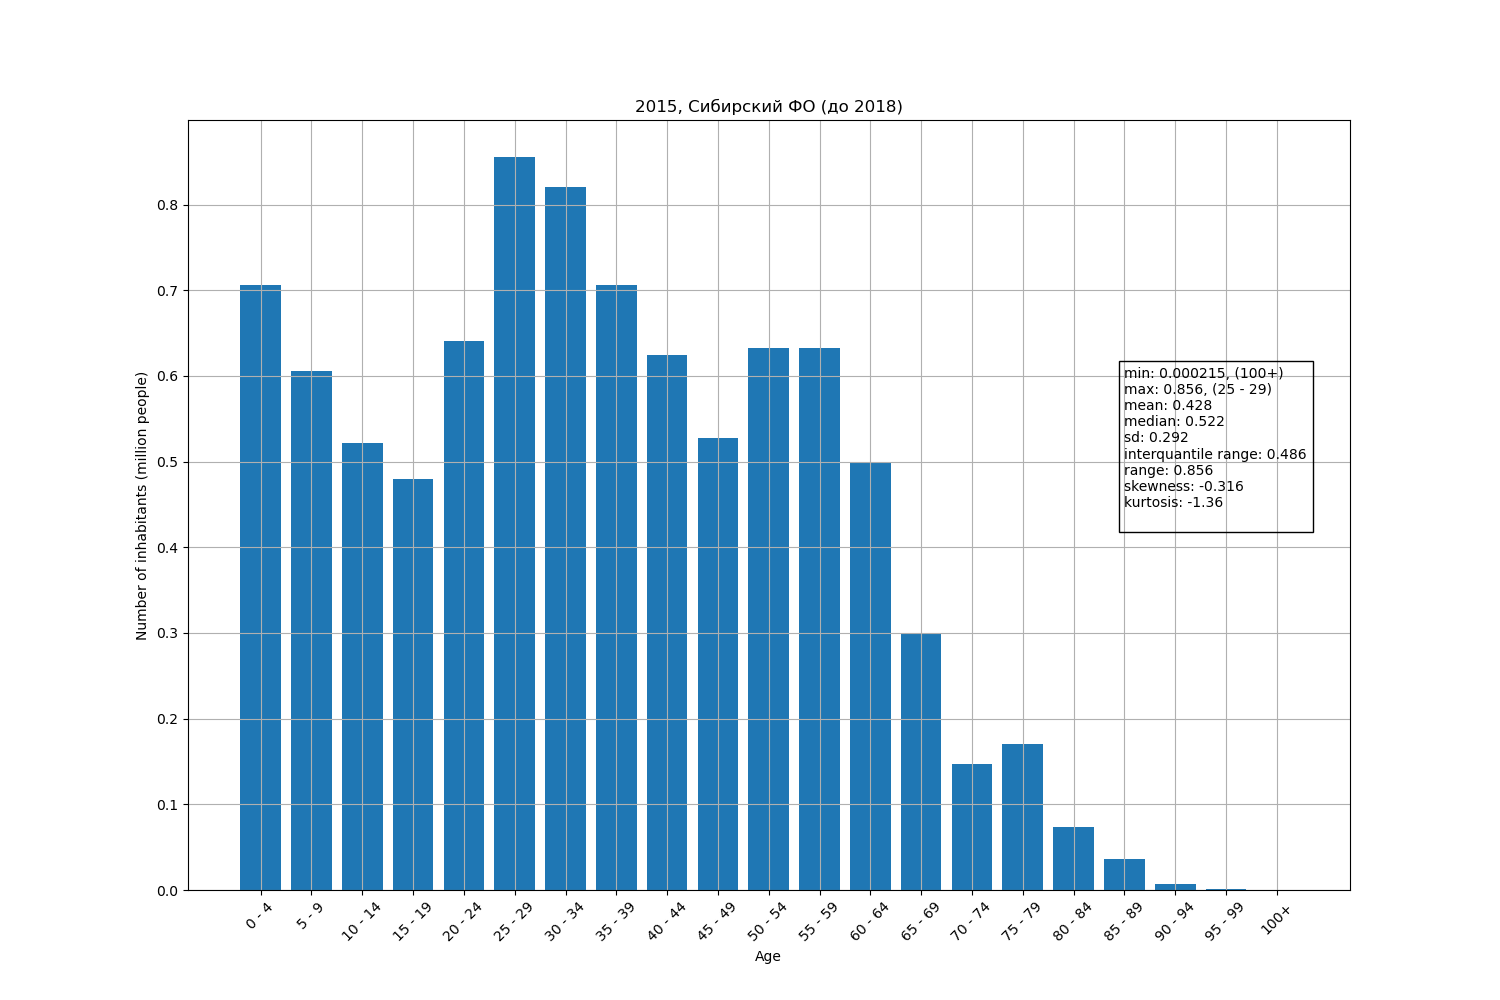 2015, Сибирский ФО (до 2018)
Number of inhabitants (million people)
0.8
0.7
0.6
0.5
0.4
0.3
0.2
0.1
0.0
min: 0.000215, (100+)
max: 0.856, (25 - 29)
mean: 0.428
median: 0.522
sd: 0.292
interquantile range: 0.486
range: 0.856
skewness: -0.316
kurtosis: -1.36
0 - 4
5 - 9
10 - 14
15 - 19
20 - 24
25 - 29
30 - 34
35 - 39
40 - 44
45 - 49
50 - 54
55 - 59
60 - 64
65 - 69
70 - 74
75 - 79
80 - 84
85 - 89
90 - 94
95 - 99
100+
Age